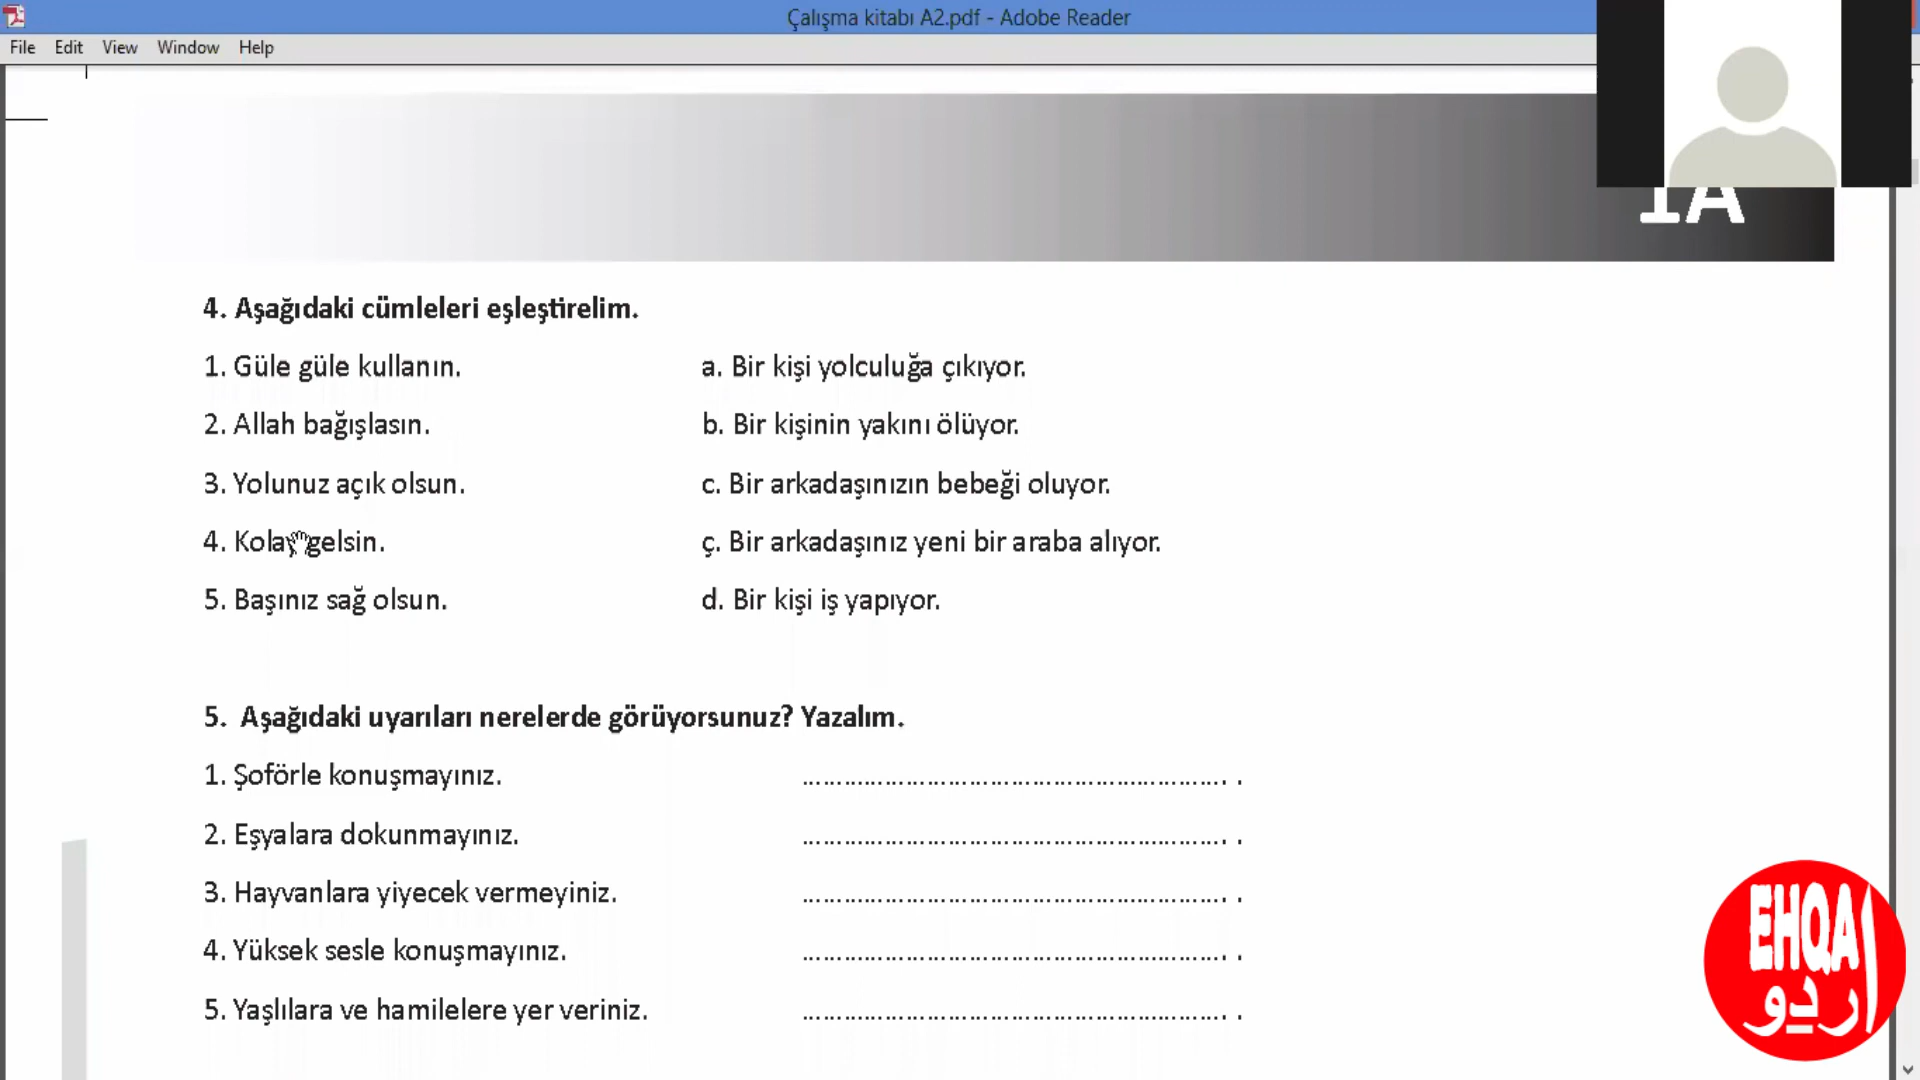 Çalışma kitabı A2.pdf - Adobe Reader
File Edit View Window Help
1A
4. Aşağıdaki cümleleri eşleştirelim.
1. Güle güle kullanın. a. Bir kişi yolculuğa çıkıyor.
2. Allah bağışlasın. b. Bir kişinin yakını ölüyor.
3. Yolunuz açık olsun. c. Bir arkadaşınızın bebeği oluyor.
4. Kolay gelsin. ç. Bir arkadaşınız yeni bir araba alıyor.
5. Başınız sağ olsun. d. Bir kişi iş yapıyor.
5. Aşağıdaki uyarıları nerelerde görüyorsunuz? Yazalım.
1. Şoförle konuşmayınız. ............................................................. .
2. Eşyalara dokunmayınız. ............................................................. .
3. Hayvanlara yiyecek vermeyiniz. ............................................................. .
4. Yüksek sesle konuşmayınız. ............................................................. .
5. Yaşlılara ve hamilelere yer veriniz. ............................................................. .
EHQA
اردو